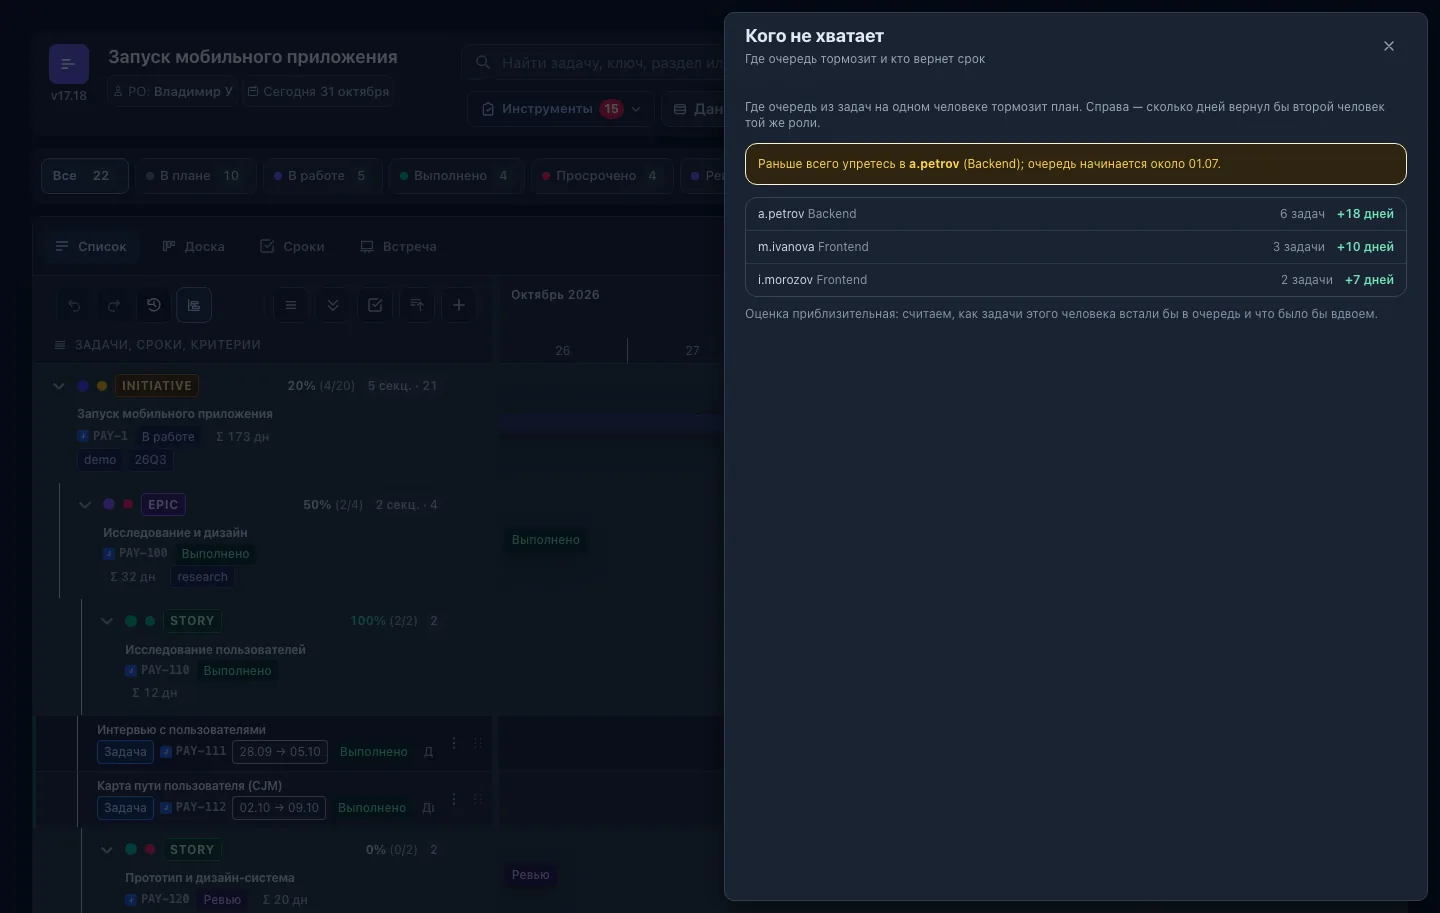 Запуск мобильного приложения
v17.18
PO: Владимир У
Сегодня 31 октября
Найти задачу, ключ, раздел ил
Инструменты 15
Дан
Все 22
В плане 10
В работе 5
Выполнено 4
Просрочено 4
Ре
Список
Доска
Сроки
Встреча
Октябрь 2026
ЗАДАЧИ, СРОКИ, КРИТЕРИИ
26
27
INITIATIVE 20% (4/20) 5 секц. · 21
Запуск мобильного приложения
PAY-1 В работе Σ 173 дн
demo 26Q3
EPIC 50% (2/4) 2 секц. · 4
Исследование и дизайн
PAY-100 Выполнено
Σ 32 дн research
Выполнено
STORY 100% (2/2) 2
Исследование пользователей
PAY-110 Выполнено
Σ 12 дн
Интервью с пользователями
Задача PAY-111 28.09 → 05.10 Выполнено Д
Карта пути пользователя (CJM)
Задача PAY-112 02.10 → 09.10 Выполнено Ди
STORY 0% (0/2) 2
Прототип и дизайн-система
PAY-120 Ревью Σ 20 дн
Ревью
Кого не хватает
Где очередь тормозит и кто вернет срок
Где очередь из задач на одном человеке тормозит план. Справа — сколько дней вернул бы второй человек
той же роли.
Раньше всего упретесь в a.petrov (Backend); очередь начинается около 01.07.
a.petrov Backend 6 задач +18 дней
m.ivanova Frontend 3 задачи +10 дней
i.morozov Frontend 2 задачи +7 дней
Оценка приблизительная: считаем, как задачи этого человека встали бы в очередь и что было бы вдвоем.